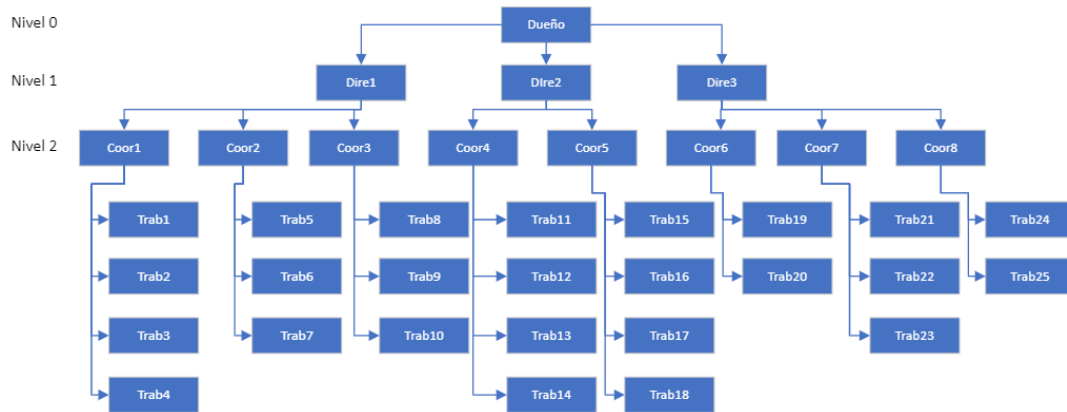 Nivel 0
Dueño
Nivel 1
Dire1
DIre2
Dire3
Nivel 2
Coor1
Coor2
Coor3
Coor4
Coor5
Coor6
Coor7
Coor8
Trab1
Trab5
Trab8
Trab11
Trab15
Trab19
Trab21
Trab24
Trab2
Trab6
Trab9
Trab12
Trab16
Trab20
Trab22
Trab25
Trab3
Trab7
Trab10
Trab13
Trab17
Trab23
Trab4
Trab14
Trab18